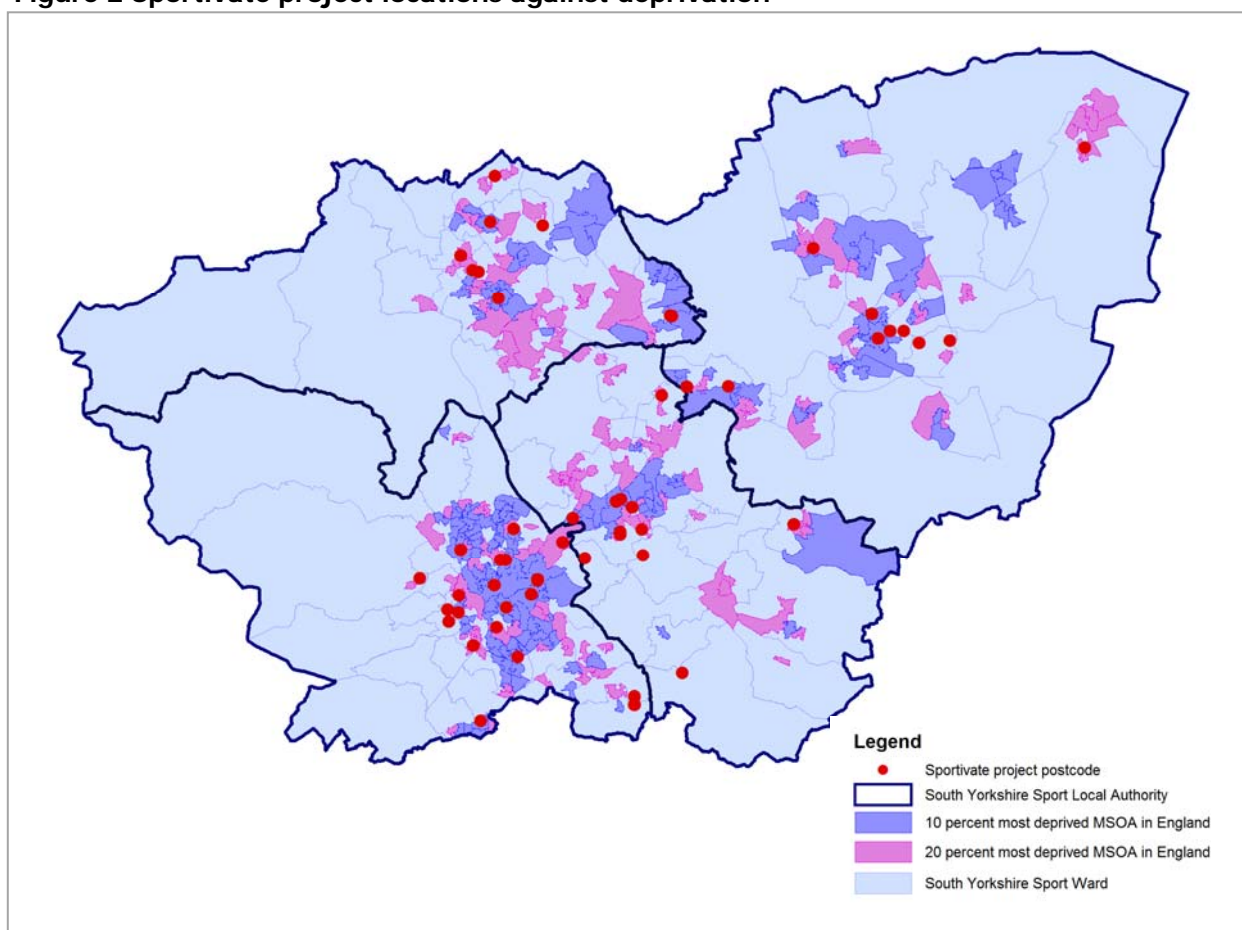 Figure 2 Sportivate project locations against deprivation
Legend
Sportivate project postcode
South Yorkshire Sport Local Authority
10 percent most deprived MSOA in England
20 percent most deprived MSOA in England
South Yorkshire Sport Ward